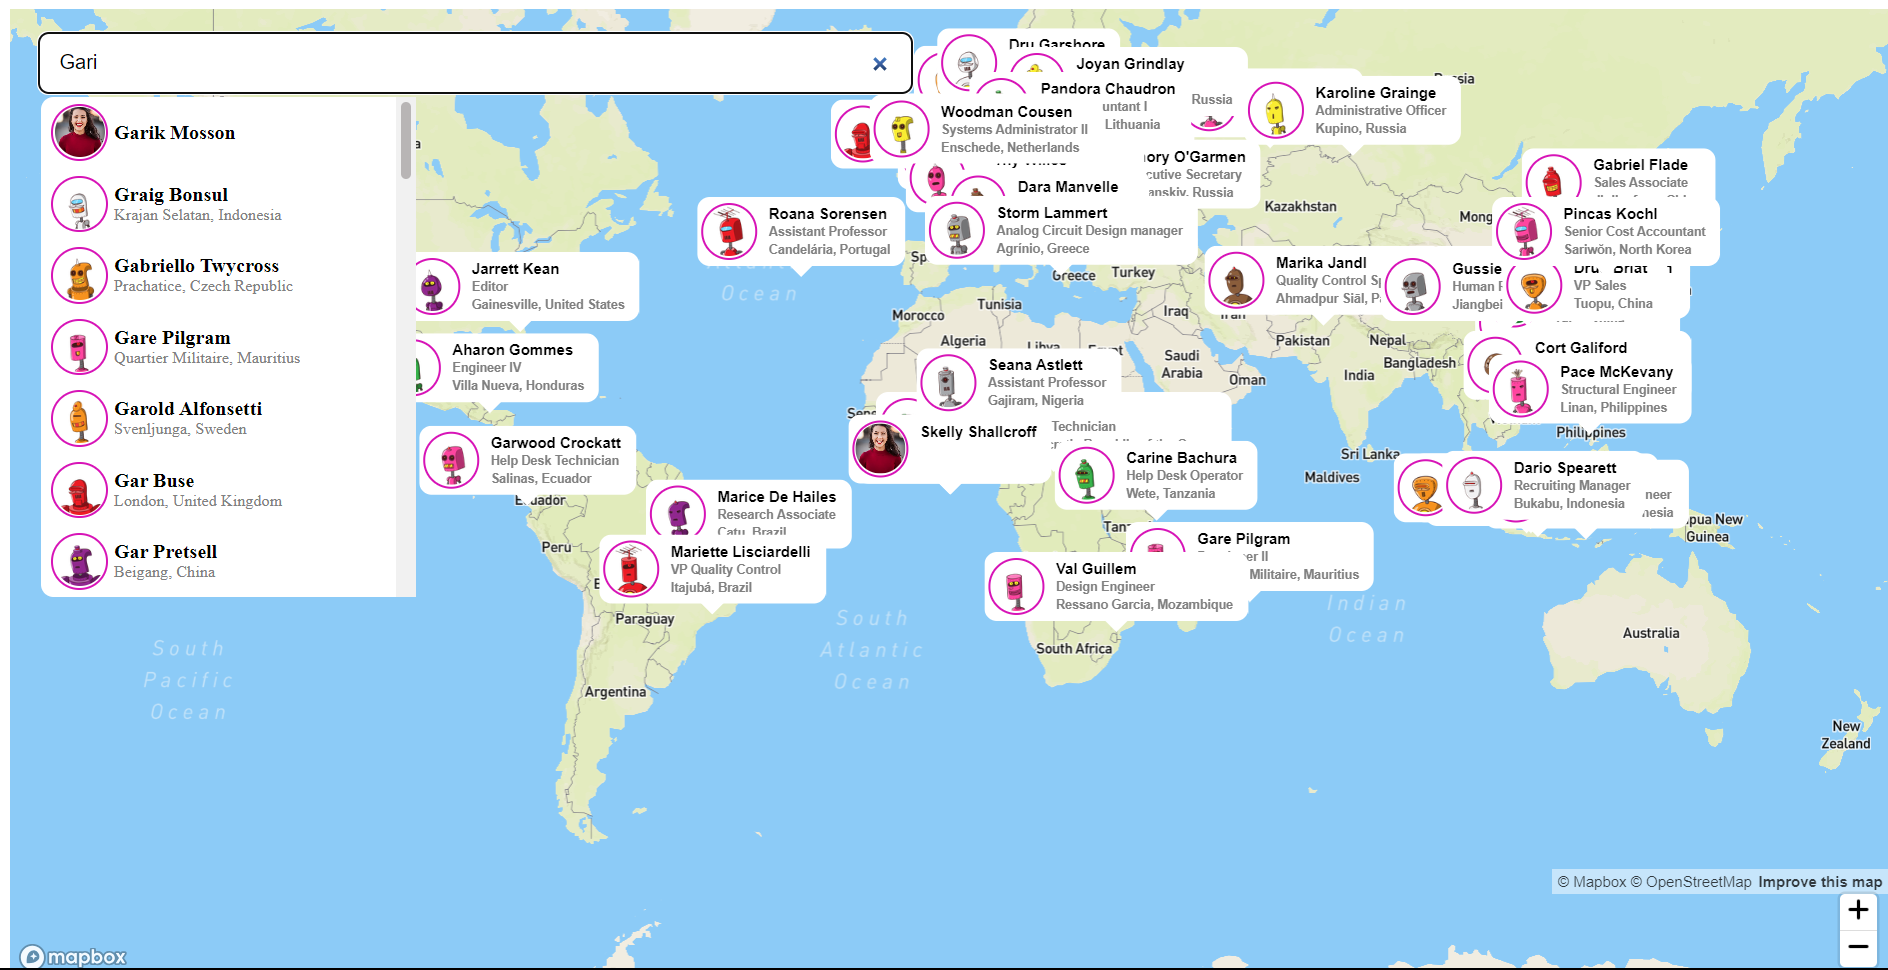 Gari
Garik Mosson
Graig Bonsul
Krajan Selatan, Indonesia
Gabriello Twycross
Prachatice, Czech Republic
Gare Pilgram
Quartier Militaire, Mauritius
Garold Alfonsetti
Svenljunga, Sweden
Gar Buse
London, United Kingdom
Gar Pretsell
Beigang, China
Dru Garshore
Joyan Grindlay
Pandora Chaudron
untant I
Lithuania
Russia
Woodman Cousen
Systems Administrator II
Enschede, Netherlands
Karoline Grainge
Administrative Officer
Kupino, Russia
ory O'Garmen
cutive Secretary
anskiy, Russia
Dara Manvelle
Gabriel Flade
Sales Associate
Kazakhstan
Mong
Roana Sorensen
Assistant Professor
Candelária, Portugal
Storm Lammert
Analog Circuit Design manager
Agrínio, Greece
Pincas Kochl
Senior Cost Accountant
Sariwŏn, North Korea
Jarrett Kean
Editor
Gainesville, United States
Ocean
Sp
Greece
Turkey
Marika Jandl
Quality Control Sp
Ahmadpur Siāl, P
Gussie
Human R
Jiangbei
VP Sales
Tuopu, China
Tunisia
Morocco
Iraq
Iran
Algeria
Libya
Egypt
Saudi
Arabia
Oman
Pakistan
Nepal
Bangladesh
India
Aharon Gommes
Engineer IV
Villa Nueva, Honduras
Seana Astlett
Assistant Professor
Gajiram, Nigeria
Cort Galiford
Pace McKevany
Structural Engineer
Linan, Philippines
Philippines
Sene
Skelly Shallcroff
Technician
Garwood Crockatt
Help Desk Technician
Salinas, Ecuador
Ecuador
Sri Lanka
Maldives
Carine Bachura
Help Desk Operator
Wete, Tanzania
Dario Spearett
Recruiting Manager
Bukabu, Indonesia
neer
nesia
Marice De Hailes
Research Associate
Catu, Brazil
Peru
Tanz
pua New
Guinea
Mariette Lisciardelli
VP Quality Control
Itajubá, Brazil
Gare Pilgram
er II
Militaire, Mauritius
Val Guillem
Design Engineer
Ressano Garcia, Mozambique
Paraguay
South
Atlantic
Ocean
Indian
Ocean
Australia
South Africa
South
Pacific
Ocean
Argentina
New
Zealand
© Mapbox © OpenStreetMap Improve this map
+
−
mapbox